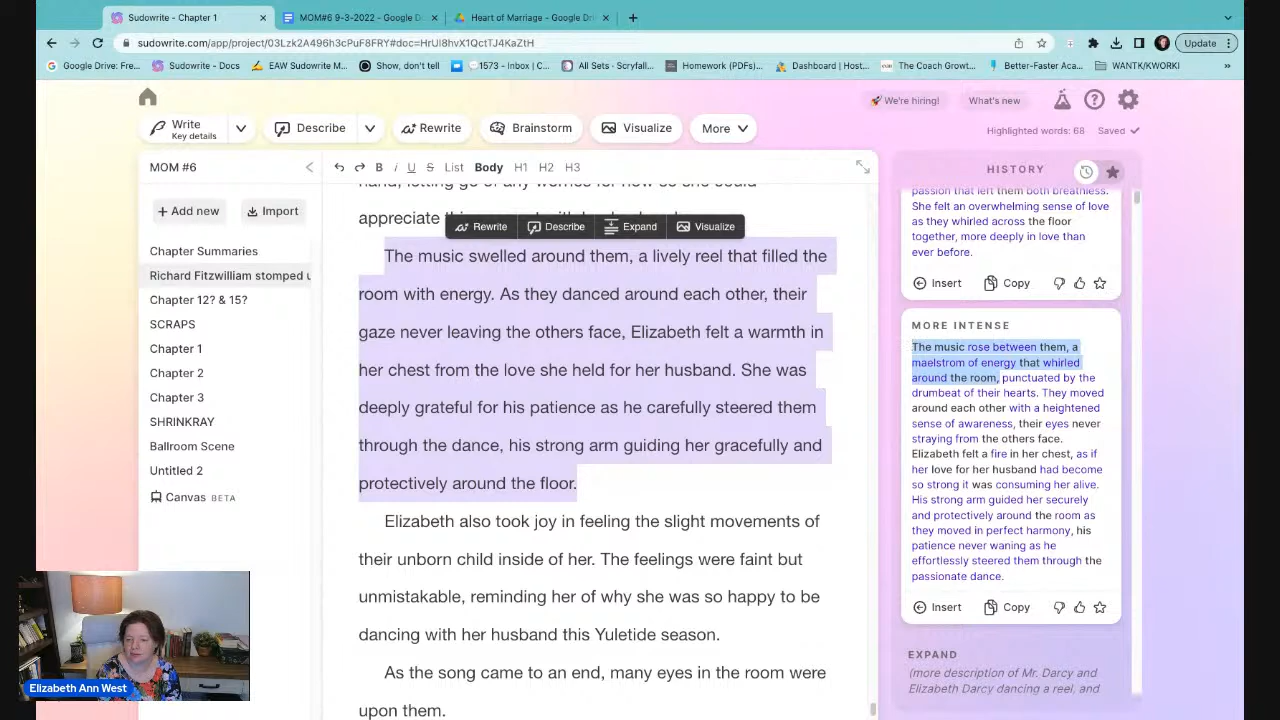 Sudowrite - Chapter 1
MOM#6 9-3-2022 - Google D
Heart of Marriage - Google Dri
sudowrite.com/app/project/03Lzk2A496h3cPuF8FRY#doc=HrUl8hvX1QctTJ4KaZtH
Update
Google Drive: Fre...
Sudowrite - Docs
EAW Sudowrite M...
Show, don't tell
1573 - Inbox | C...
All Sets · Scryfall...
Homework (PDFs)...
Dashboard | Host...
The Coach Growt...
Better-Faster Aca...
WANTK/KWORKI
»
We're hiring!
What's new
Write
Key details
Describe
Rewrite
Brainstorm
Visualize
More
Highlighted words: 68
Saved
MOM #6
B i U S List Body H1 H2 H3
HISTORY
Add new
Import
Chapter Summaries
Richard Fitzwilliam stomped u
Chapter 12? & 15?
SCRAPS
Chapter 1
Chapter 2
Chapter 3
SHRINKRAY
Ballroom Scene
Untitled 2
Canvas BETA
appreciate
Rewrite
Describe
Expand
Visualize
The music swelled around them, a lively reel that filled the
room with energy. As they danced around each other, their
gaze never leaving the others face, Elizabeth felt a warmth in
her chest from the love she held for her husband. She was
deeply grateful for his patience as he carefully steered them
through the dance, his strong arm guiding her gracefully and
protectively around the floor.
Elizabeth also took joy in feeling the slight movements of
their unborn child inside of her. The feelings were faint but
unmistakable, reminding her of why she was so happy to be
dancing with her husband this Yuletide season.
As the song came to an end, many eyes in the room were
upon them.
passion that left them both breathless.
She felt an overwhelming sense of love
as they whirled across the floor
together, more deeply in love than
ever before.
Insert
Copy
MORE INTENSE
The music rose between them, a
maelstrom of energy that whirled
around the room, punctuated by the
drumbeat of their hearts. They moved
around each other with a heightened
sense of awareness, their eyes never
straying from the others face.
Elizabeth felt a fire in her chest, as if
her love for her husband had become
so strong it was consuming her alive.
His strong arm guided her securely
and protectively around the room as
they moved in perfect harmony, his
patience never waning as he
effortlessly steered them through the
passionate dance.
Insert
Copy
EXPAND
(more description of Mr. Darcy and
Elizabeth Darcy dancing a reel, and
Elizabeth Ann West